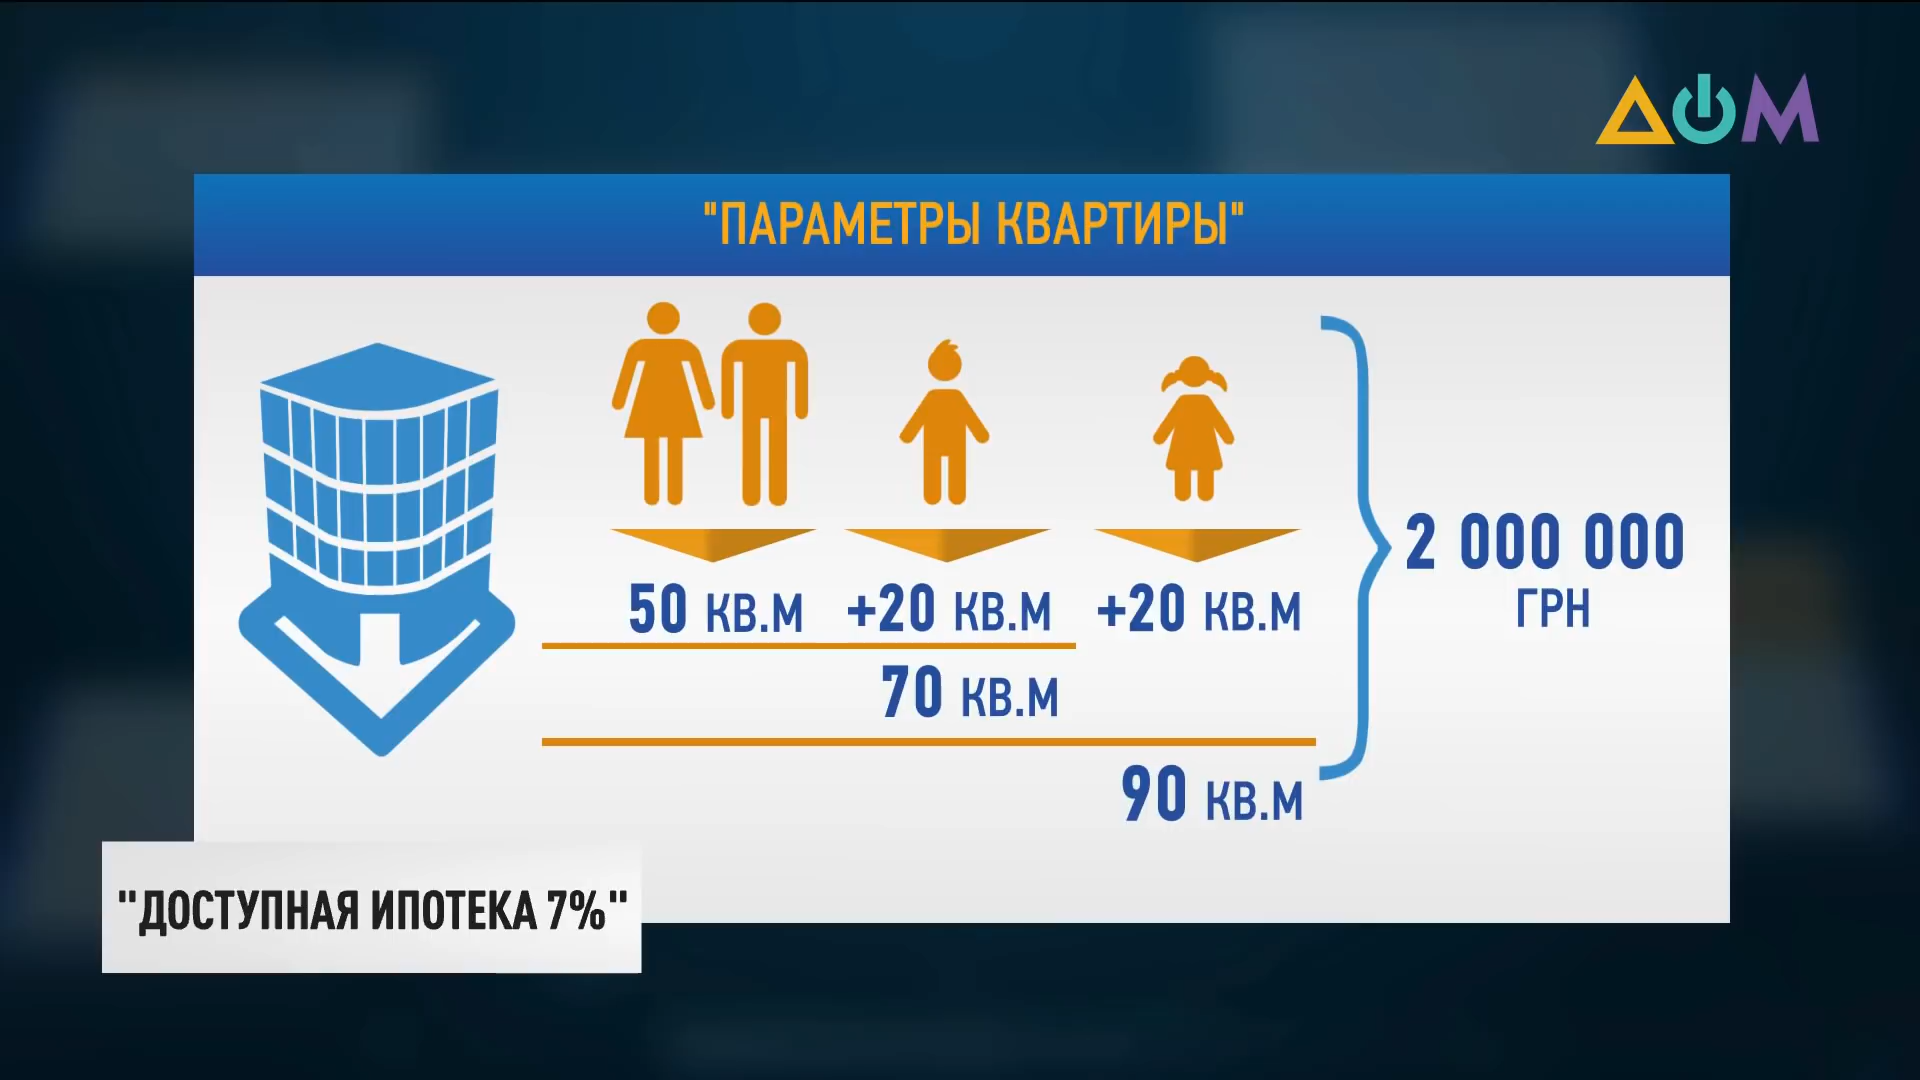 ДОМ
"ПАРАМЕТРЫ КВАРТИРЫ"
50 КВ.М +20 КВ.М +20 КВ.М
70 КВ.М
90 КВ.М
2 000 000
ГРН
"ДОСТУПНАЯ ИПОТЕКА 7%"